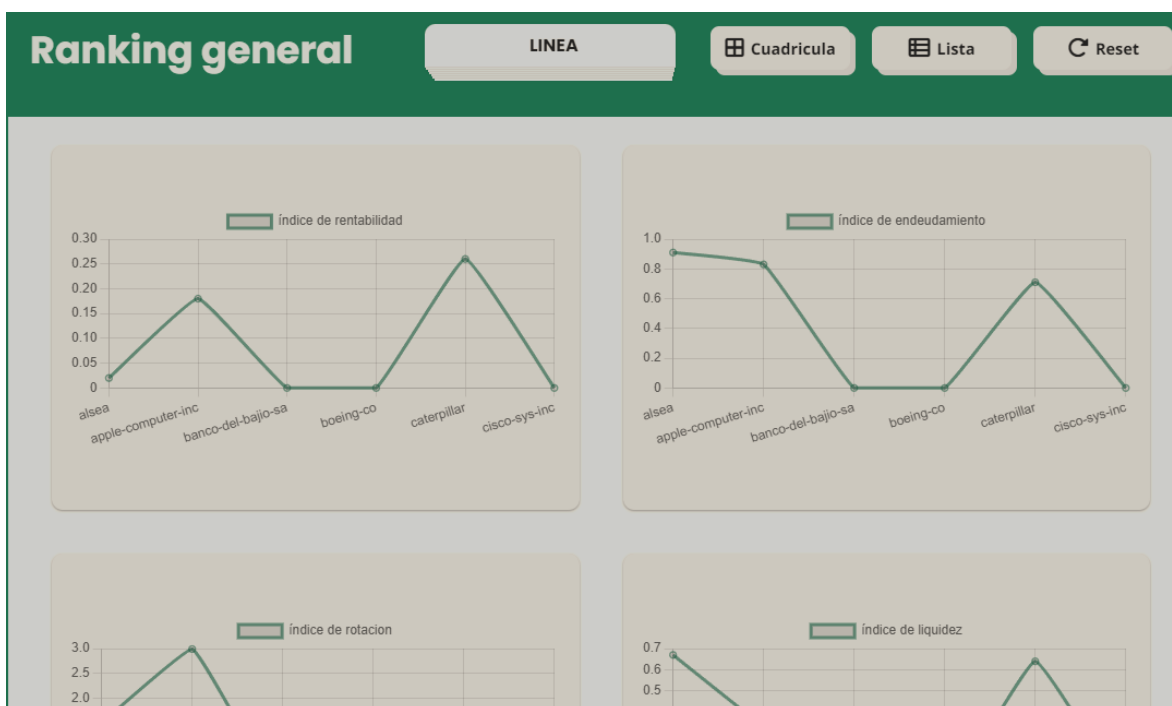 Ranking general
LINEA
Cuadricula
Lista
Reset
índice de rentabilidad
0.30
0.25
0.20
0.15
0.10
0.05
0
alsea
apple-computer-inc
banco-del-bajio-sa
boeing-co
caterpillar
cisco-sys-inc
índice de endeudamiento
1.0
0.8
0.6
0.4
0.2
0
alsea
apple-computer-inc
banco-del-bajio-sa
boeing-co
caterpillar
cisco-sys-inc
índice de rotacion
3.0
2.5
2.0
índice de liquidez
0.7
0.6
0.5